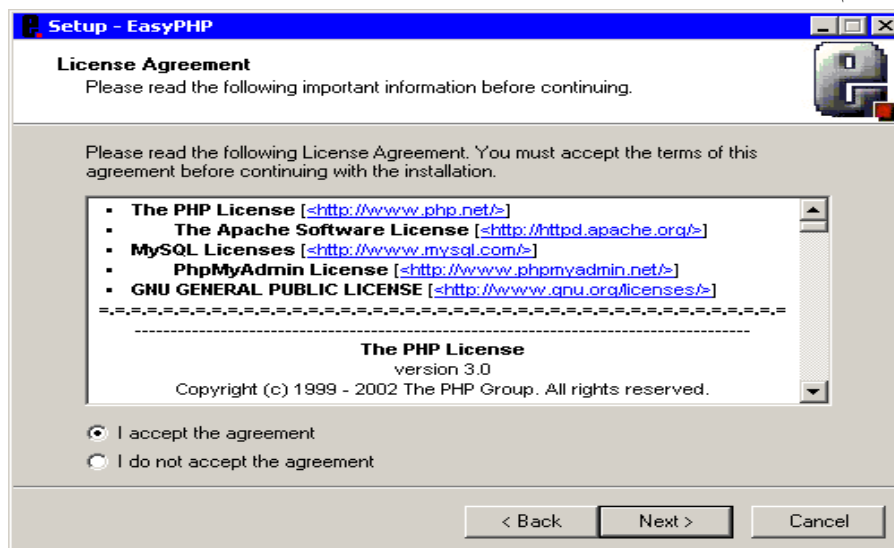 Setup - EasyPHP
License Agreement
Please read the following important information before continuing.
Please read the following License Agreement. You must accept the terms of this
agreement before continuing with the installation.
▪ The PHP License [<http://www.php.net/>]
The Apache Software License [<http://httpd.apache.org/>]
▪ MySQL Licenses [<http://www.mysql.com/>]
PhpMyAdmin License [<http://www.phpmyadmin.net/>]
▪ GNU GENERAL PUBLIC LICENSE [<http://www.gnu.org/licenses/>]
=-=-=-=-=-=-=-=-=-=-=-=-=-=-=-=-=-=-=-=-=-=-=-=-=-=-=-=-=-=-=-=-=-=-=-=
--------------------------------------------------------------------------------
The PHP License
version 3.0
Copyright (c) 1999 - 2002 The PHP Group. All rights reserved.
I accept the agreement
I do not accept the agreement
< Back Next > Cancel